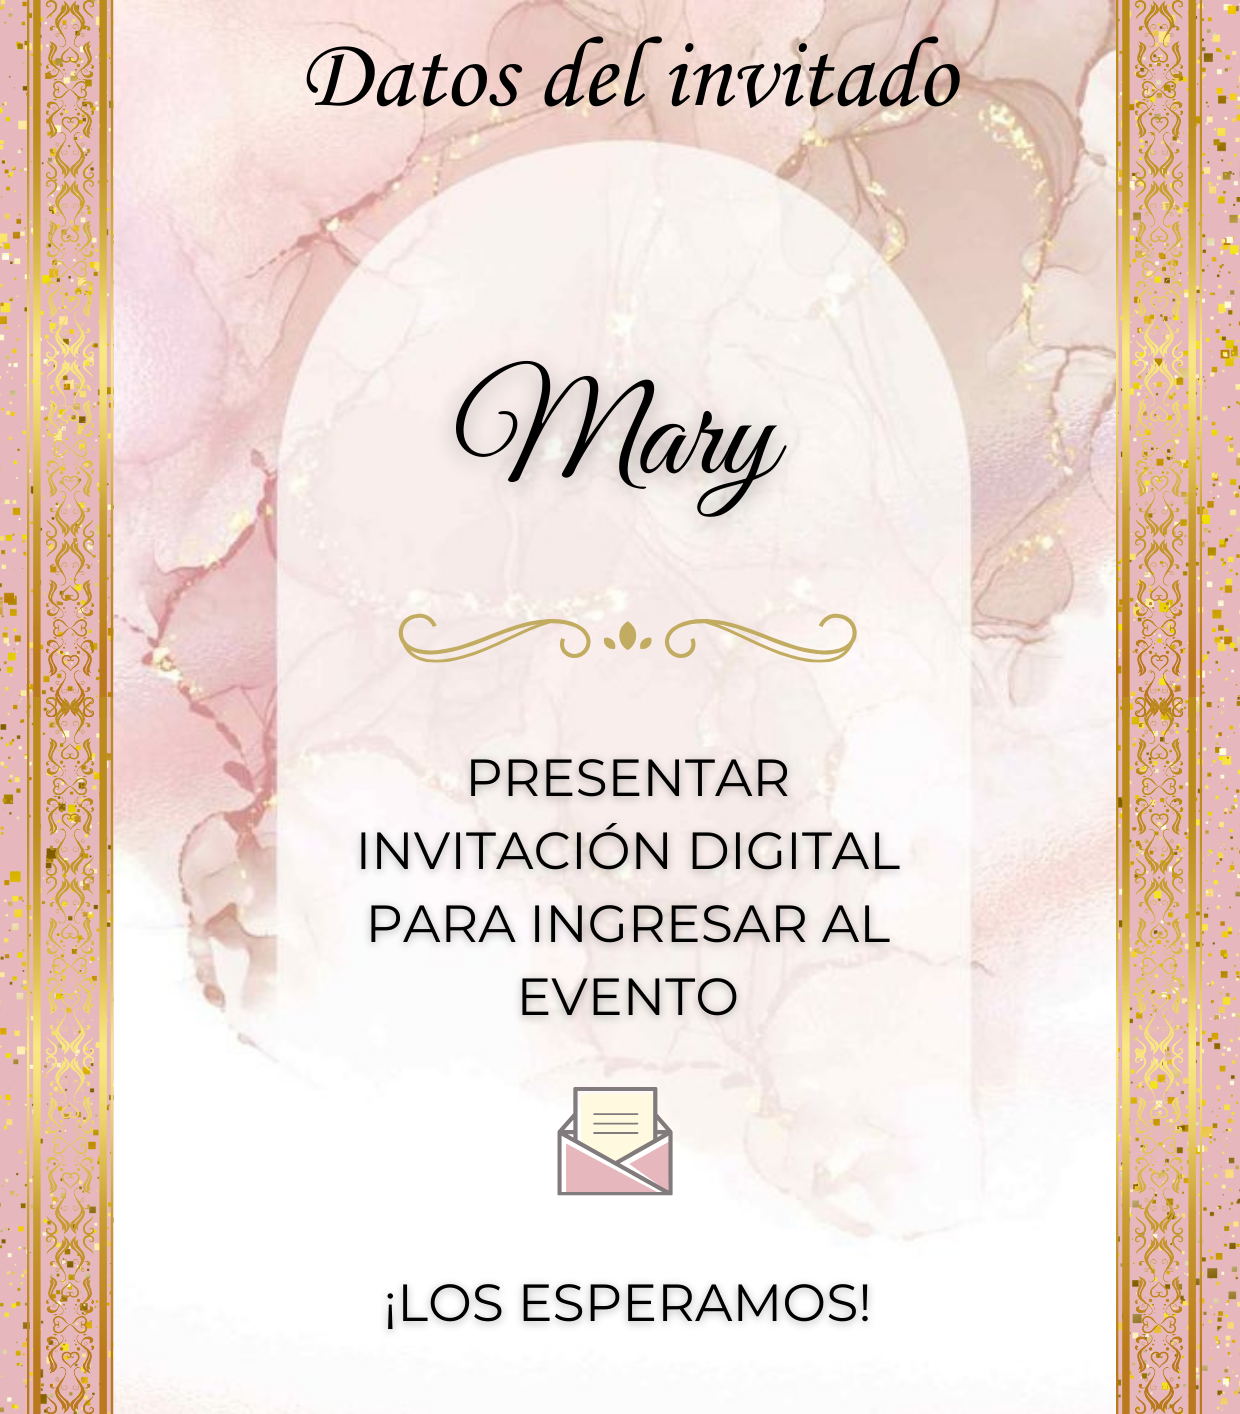 Datos del invitado
Mary
PRESENTAR
INVITACIÓN DIGITAL
PARA INGRESAR AL
EVENTO
¡LOS ESPERAMOS!